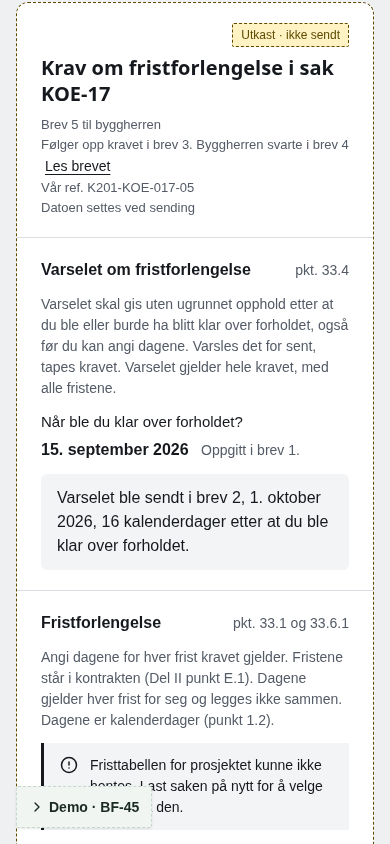 Utkast · ikke sendt
Krav om fristforlengelse i sak
KOE-17
Brev 5 til byggherren
Følger opp kravet i brev 3. Byggherren svarte i brev 4
Les brevet
Vår ref. K201-KOE-017-05
Datoen settes ved sending
Varselet om fristforlengelse pkt. 33.4
Varselet skal gis uten ugrunnet opphold etter at
du ble eller burde ha blitt klar over forholdet, også
før du kan angi dagene. Varsles det for sent,
tapes kravet. Varselet gjelder hele kravet, med
alle fristene.
Når ble du klar over forholdet?
15. september 2026 Oppgitt i brev 1.
Varselet ble sendt i brev 2, 1. oktober
2026, 16 kalenderdager etter at du ble
klar over forholdet.
Fristforlengelse pkt. 33.1 og 33.6.1
Angi dagene for hver frist kravet gjelder. Fristene
står i kontrakten (Del II punkt E.1). Dagene
gjelder hver frist for seg og legges ikke sammen.
Dagene er kalenderdager (punkt 1.2).
Fristtabellen for prosjektet kunne ikke
saken på nytt for å velge
den.
Demo · BF-45